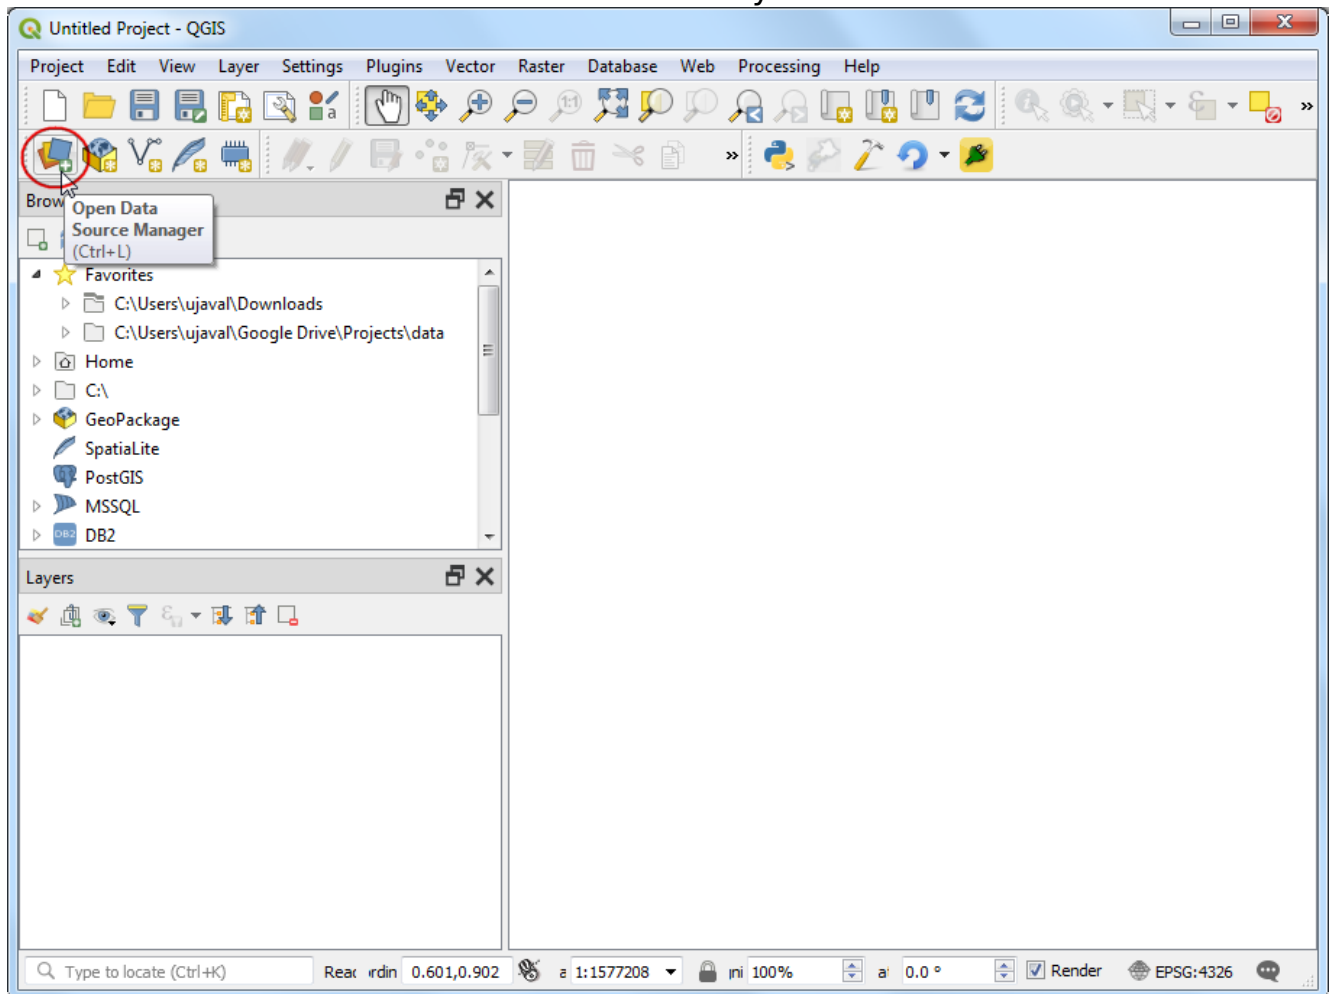 Untitled Project - QGIS
Project Edit View Layer Settings Plugins Vector Raster Database Web Processing Help
Open Data
Source Manager
(Ctrl+L)
Favorites
C:\Users\ujaval\Downloads
C:\Users\ujaval\Google Drive\Projects\data
Home
C:\
GeoPackage
SpatiaLite
PostGIS
MSSQL
DB2 DB2
Layers
Type to locate (Ctrl+K) 0.601,0.902 1:1577208 100% 0.0 ° Render EPSG:4326